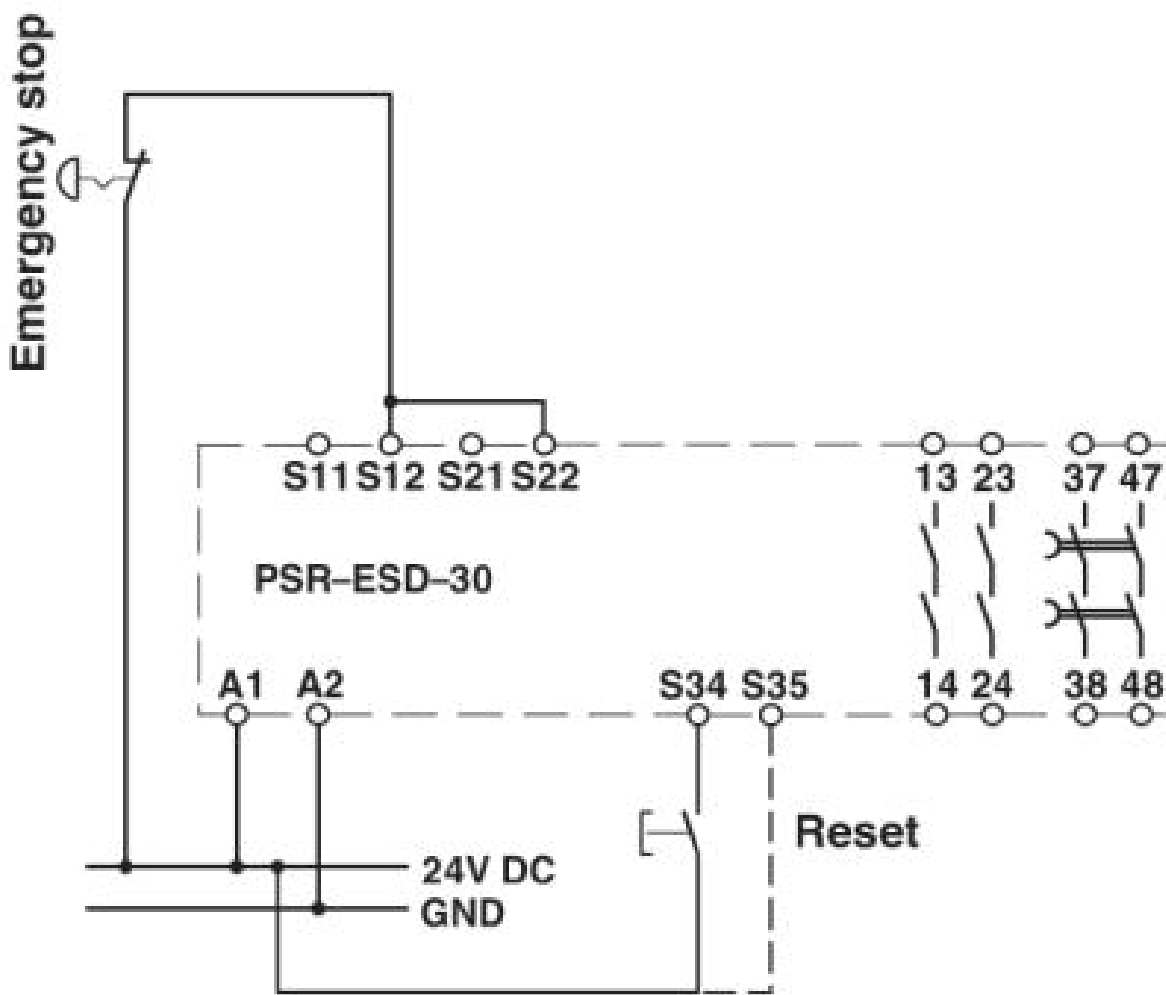 Emergency stop
S11 S12 S21 S22
13 23 37 47
PSR–ESD–30
A1 A2
S34 S35
14 24 38 48
Reset
24V DC
GND